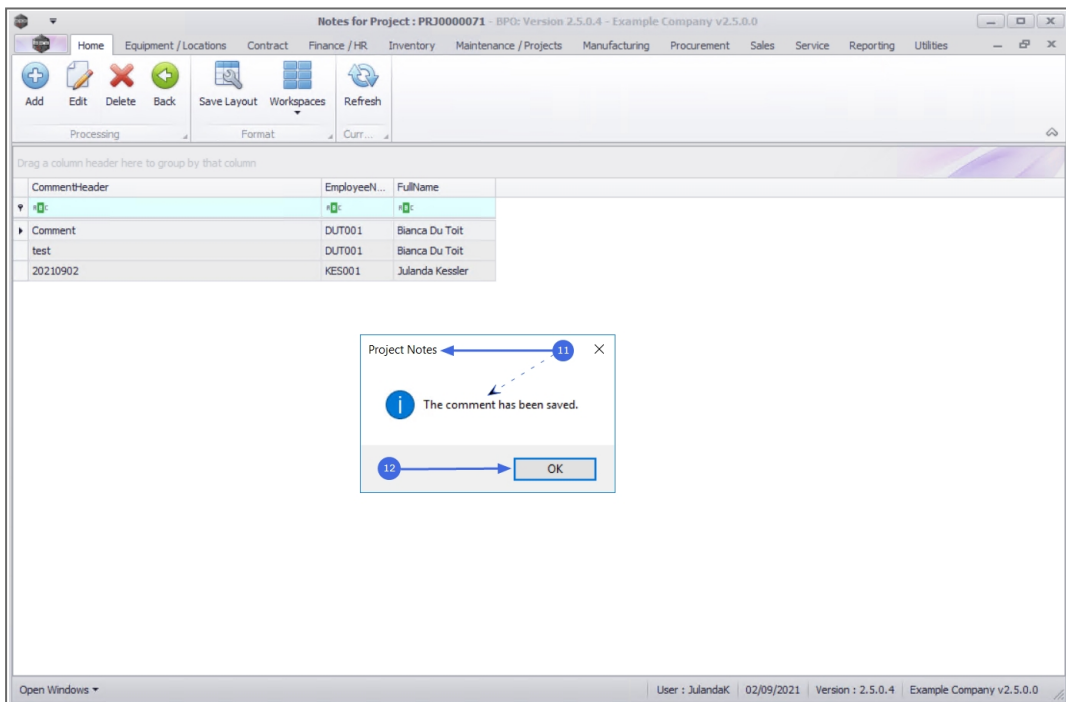 Notes for Project : PRJ0000071 - BPO: Version 2.5.0.4 - Example Company v2.5.0.0
Home Equipment / Locations Contract Finance / HR Inventory Maintenance / Projects Manufacturing Procurement Sales Service Reporting Utilities
Add Edit Delete Back Save Layout Workspaces Refresh
Processing Format Curr...
Drag a column header here to group by that column
CommentHeader EmployeeN... FullName
Comment DUT001 Bianca Du Toit
test DUT001 Bianca Du Toit
20210902 KES001 Julanda Kessler
Project Notes 11
The comment has been saved.
12 OK
Open Windows User : JulandaK 02/09/2021 Version : 2.5.0.4 Example Company v2.5.0.0